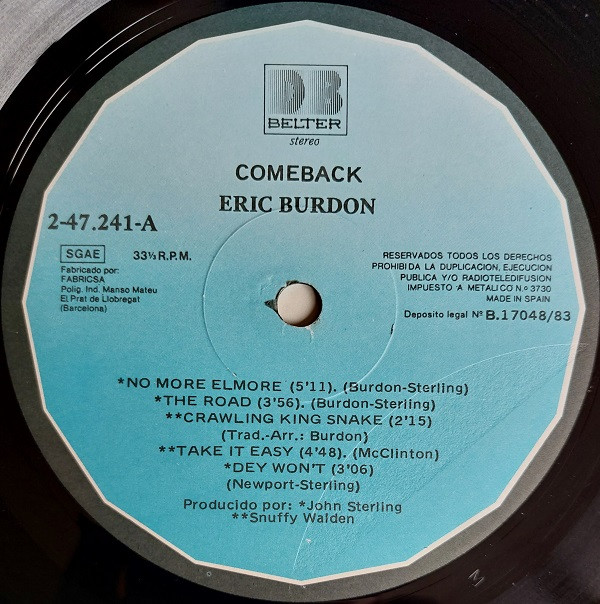 BELTER
stereo
COMEBACK
ERIC BURDON
2-47.241-A
SGAE 33⅓ R.P.M.
Fabricado por:
FABRICSA
Polig. Ind. Manso Mateu
El Prat de Llobregat
(Barcelona)
RESERVADOS TODOS LOS DERECHOS
PROHIBIDA LA DUPLICACION, EJECUCION
PUBLICA Y/O RADIOTELEDIFUSION
IMPUESTO A METALICO N.º 3730
MADE IN SPAIN
Deposito legal Nº B.17048/83
*NO MORE ELMORE (5'11). (Burdon-Sterling)
*THE ROAD (3'56). (Burdon-Sterling)
**CRAWLING KING SNAKE (2'15)
(Trad.-Arr.: Burdon)
**TAKE IT EASY (4'48). (McClinton)
*DEY WON'T (3'06)
(Newport-Sterling)
Producido por: *John Sterling
**Snuffy Walden
M